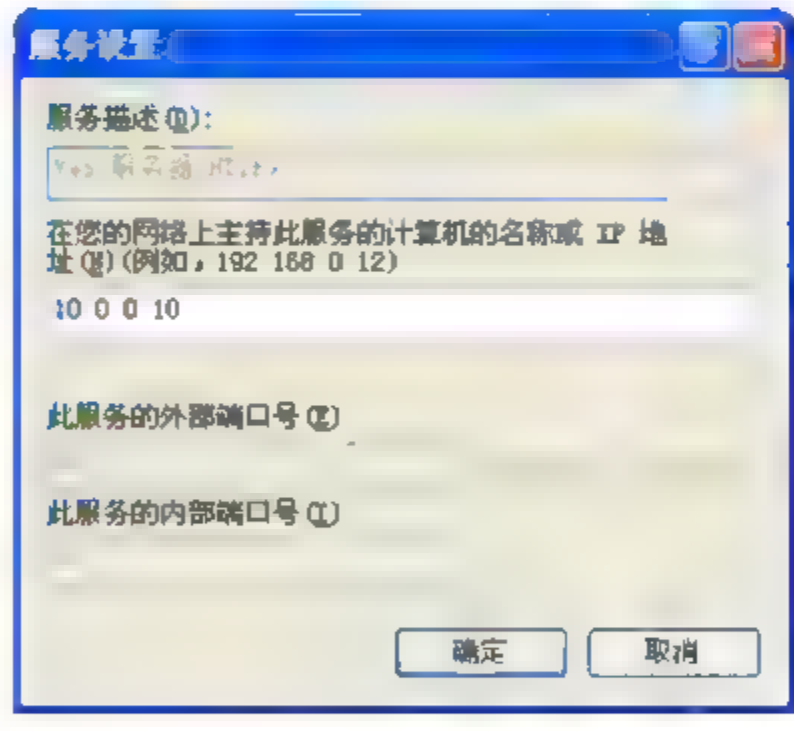 服务设置
服务描述(D):
服务器
在您的网络上主持此服务的计算机的名称或 IP 地
址(N)(例如，192 168 0 12)
10 0 0 10
此服务的外部端口号(E)
此服务的内部端口号(I)
确定
取消